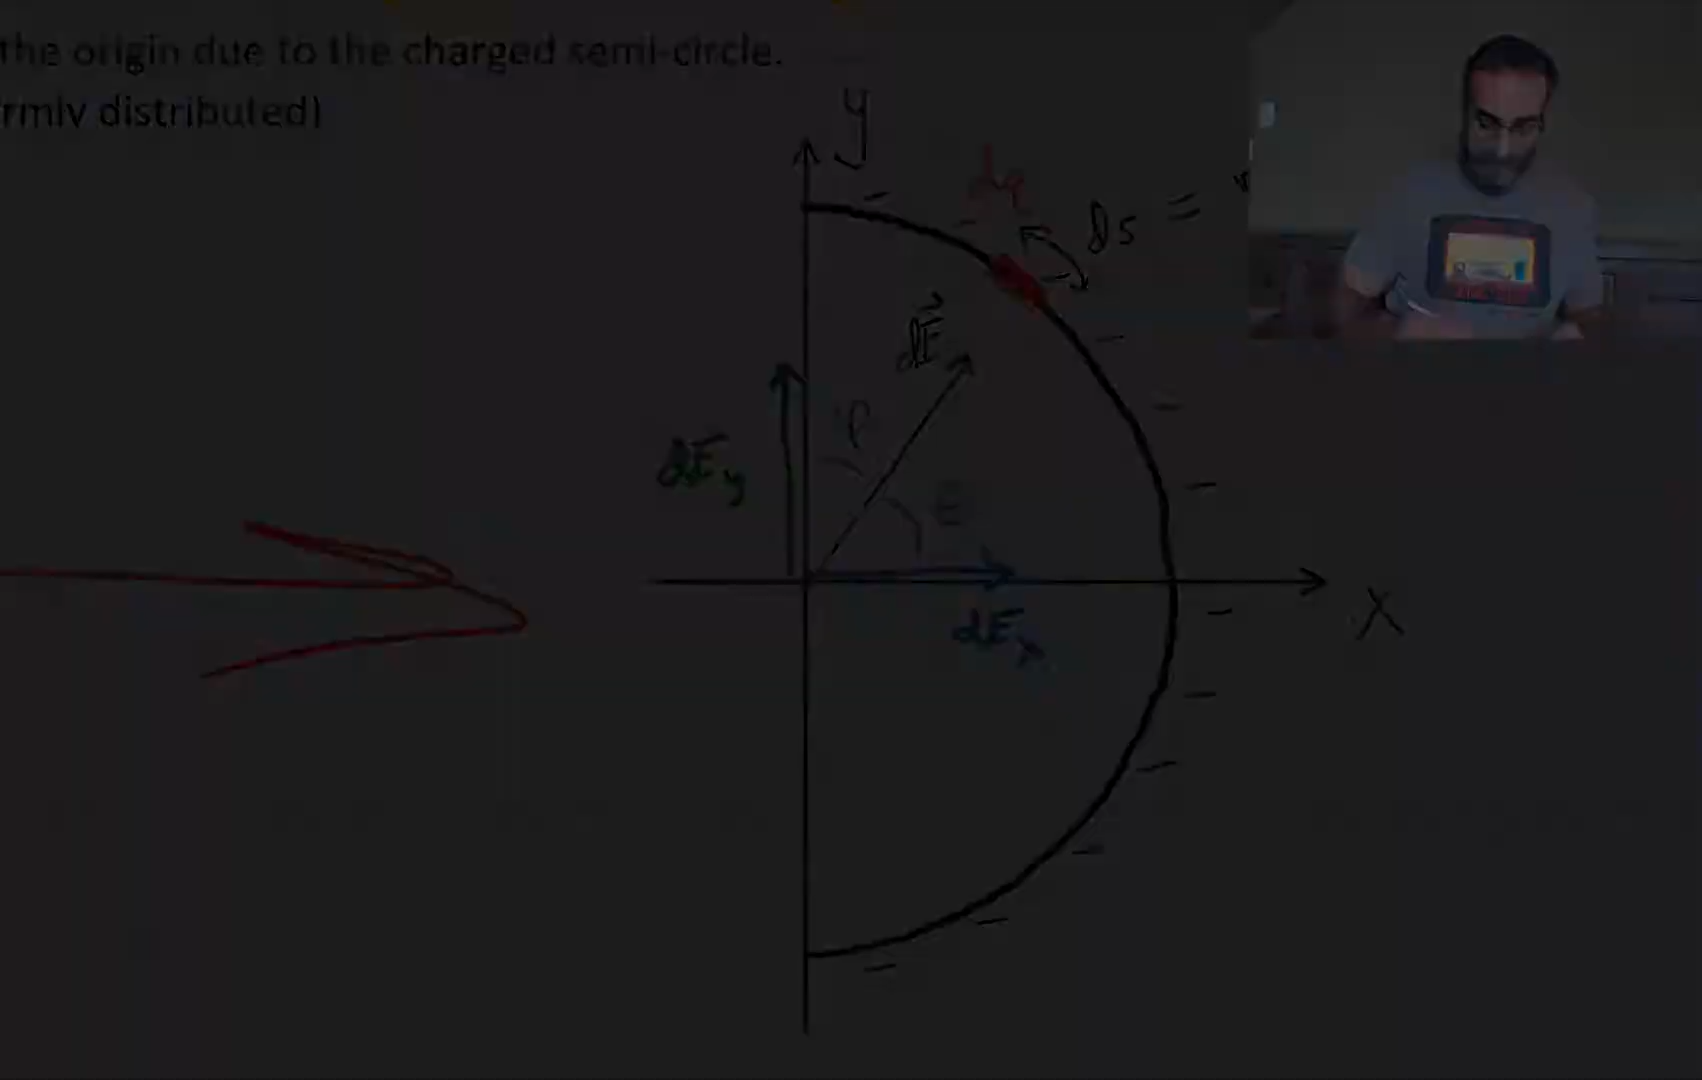 the origin due to the charged semi-circle.
rmly distributed)
y
dq
ds =
dE
φ
dEy
θ
dEx
X